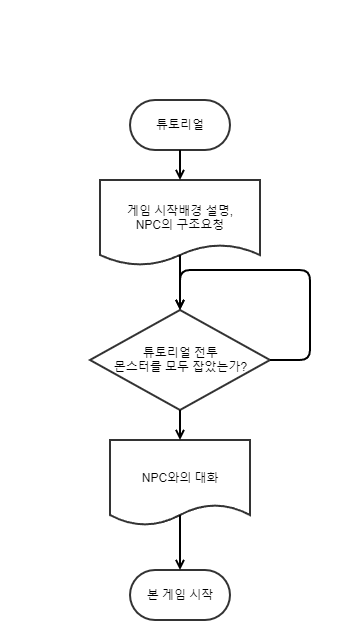 튜토리얼
게임 시작배경 설명,
NPC의 구조요청
튜토리얼 전투
몬스터를 모두 잡았는가?
NPC와의 대화
본 게임 시작